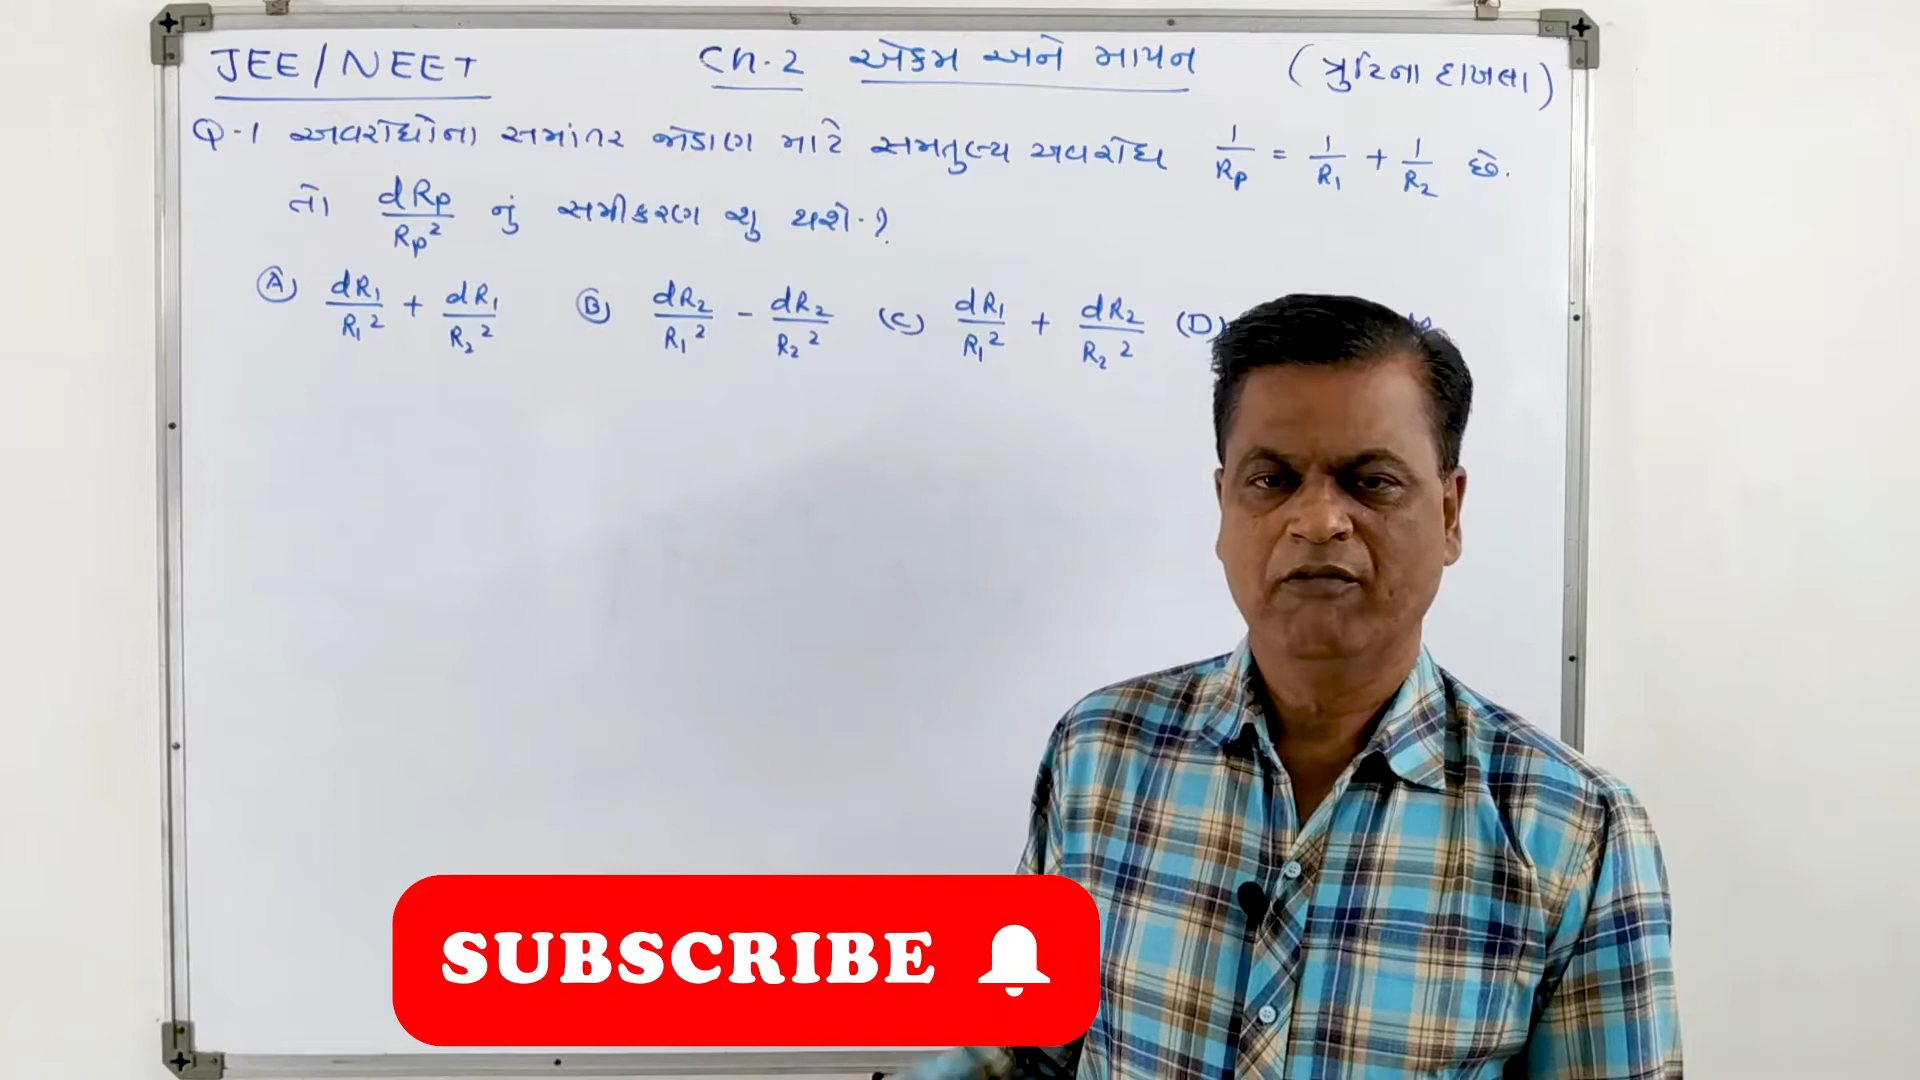 JEE/NEET Ch.2 એકમ અને માપન (ત્રુટિના દાખલા)
Q-1 અવરોધોના સમાંતર જોડાણ માટે સમતુલ્ય અવરોધ 1/Rp = 1/R₁ + 1/R₂ છે.
તો dRp/Rp² નું સમીકરણ શુ થશે.?
(A) dR₁/R₁² + dR₁/R₂² (B) dR₂/R₁² - dR₂/R₂² (C) dR₁/R₁² + dR₂/R₂² (D)
SUBSCRIBE